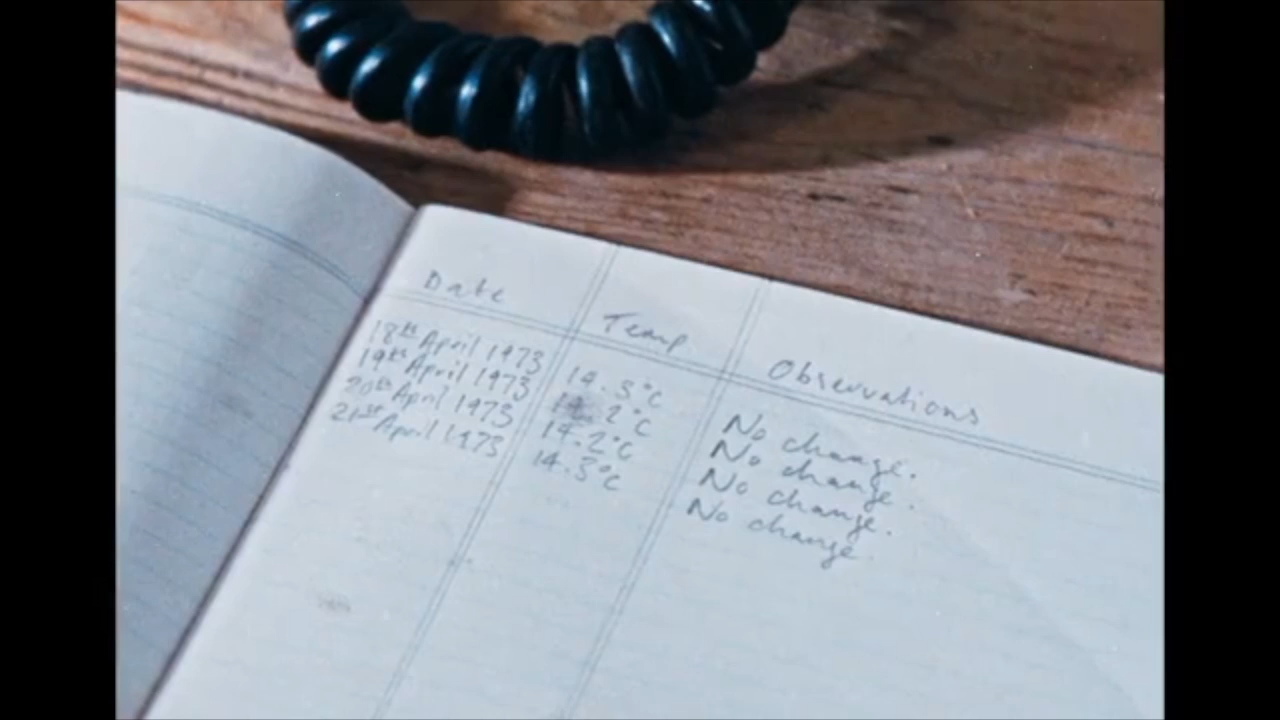 Date Temp Observations
18th April 1973 14.3°C No change.
19th April 1973 14.2°C No change.
20th April 1973 14.2°C No change.
21st April 1973 14.3°C No change.